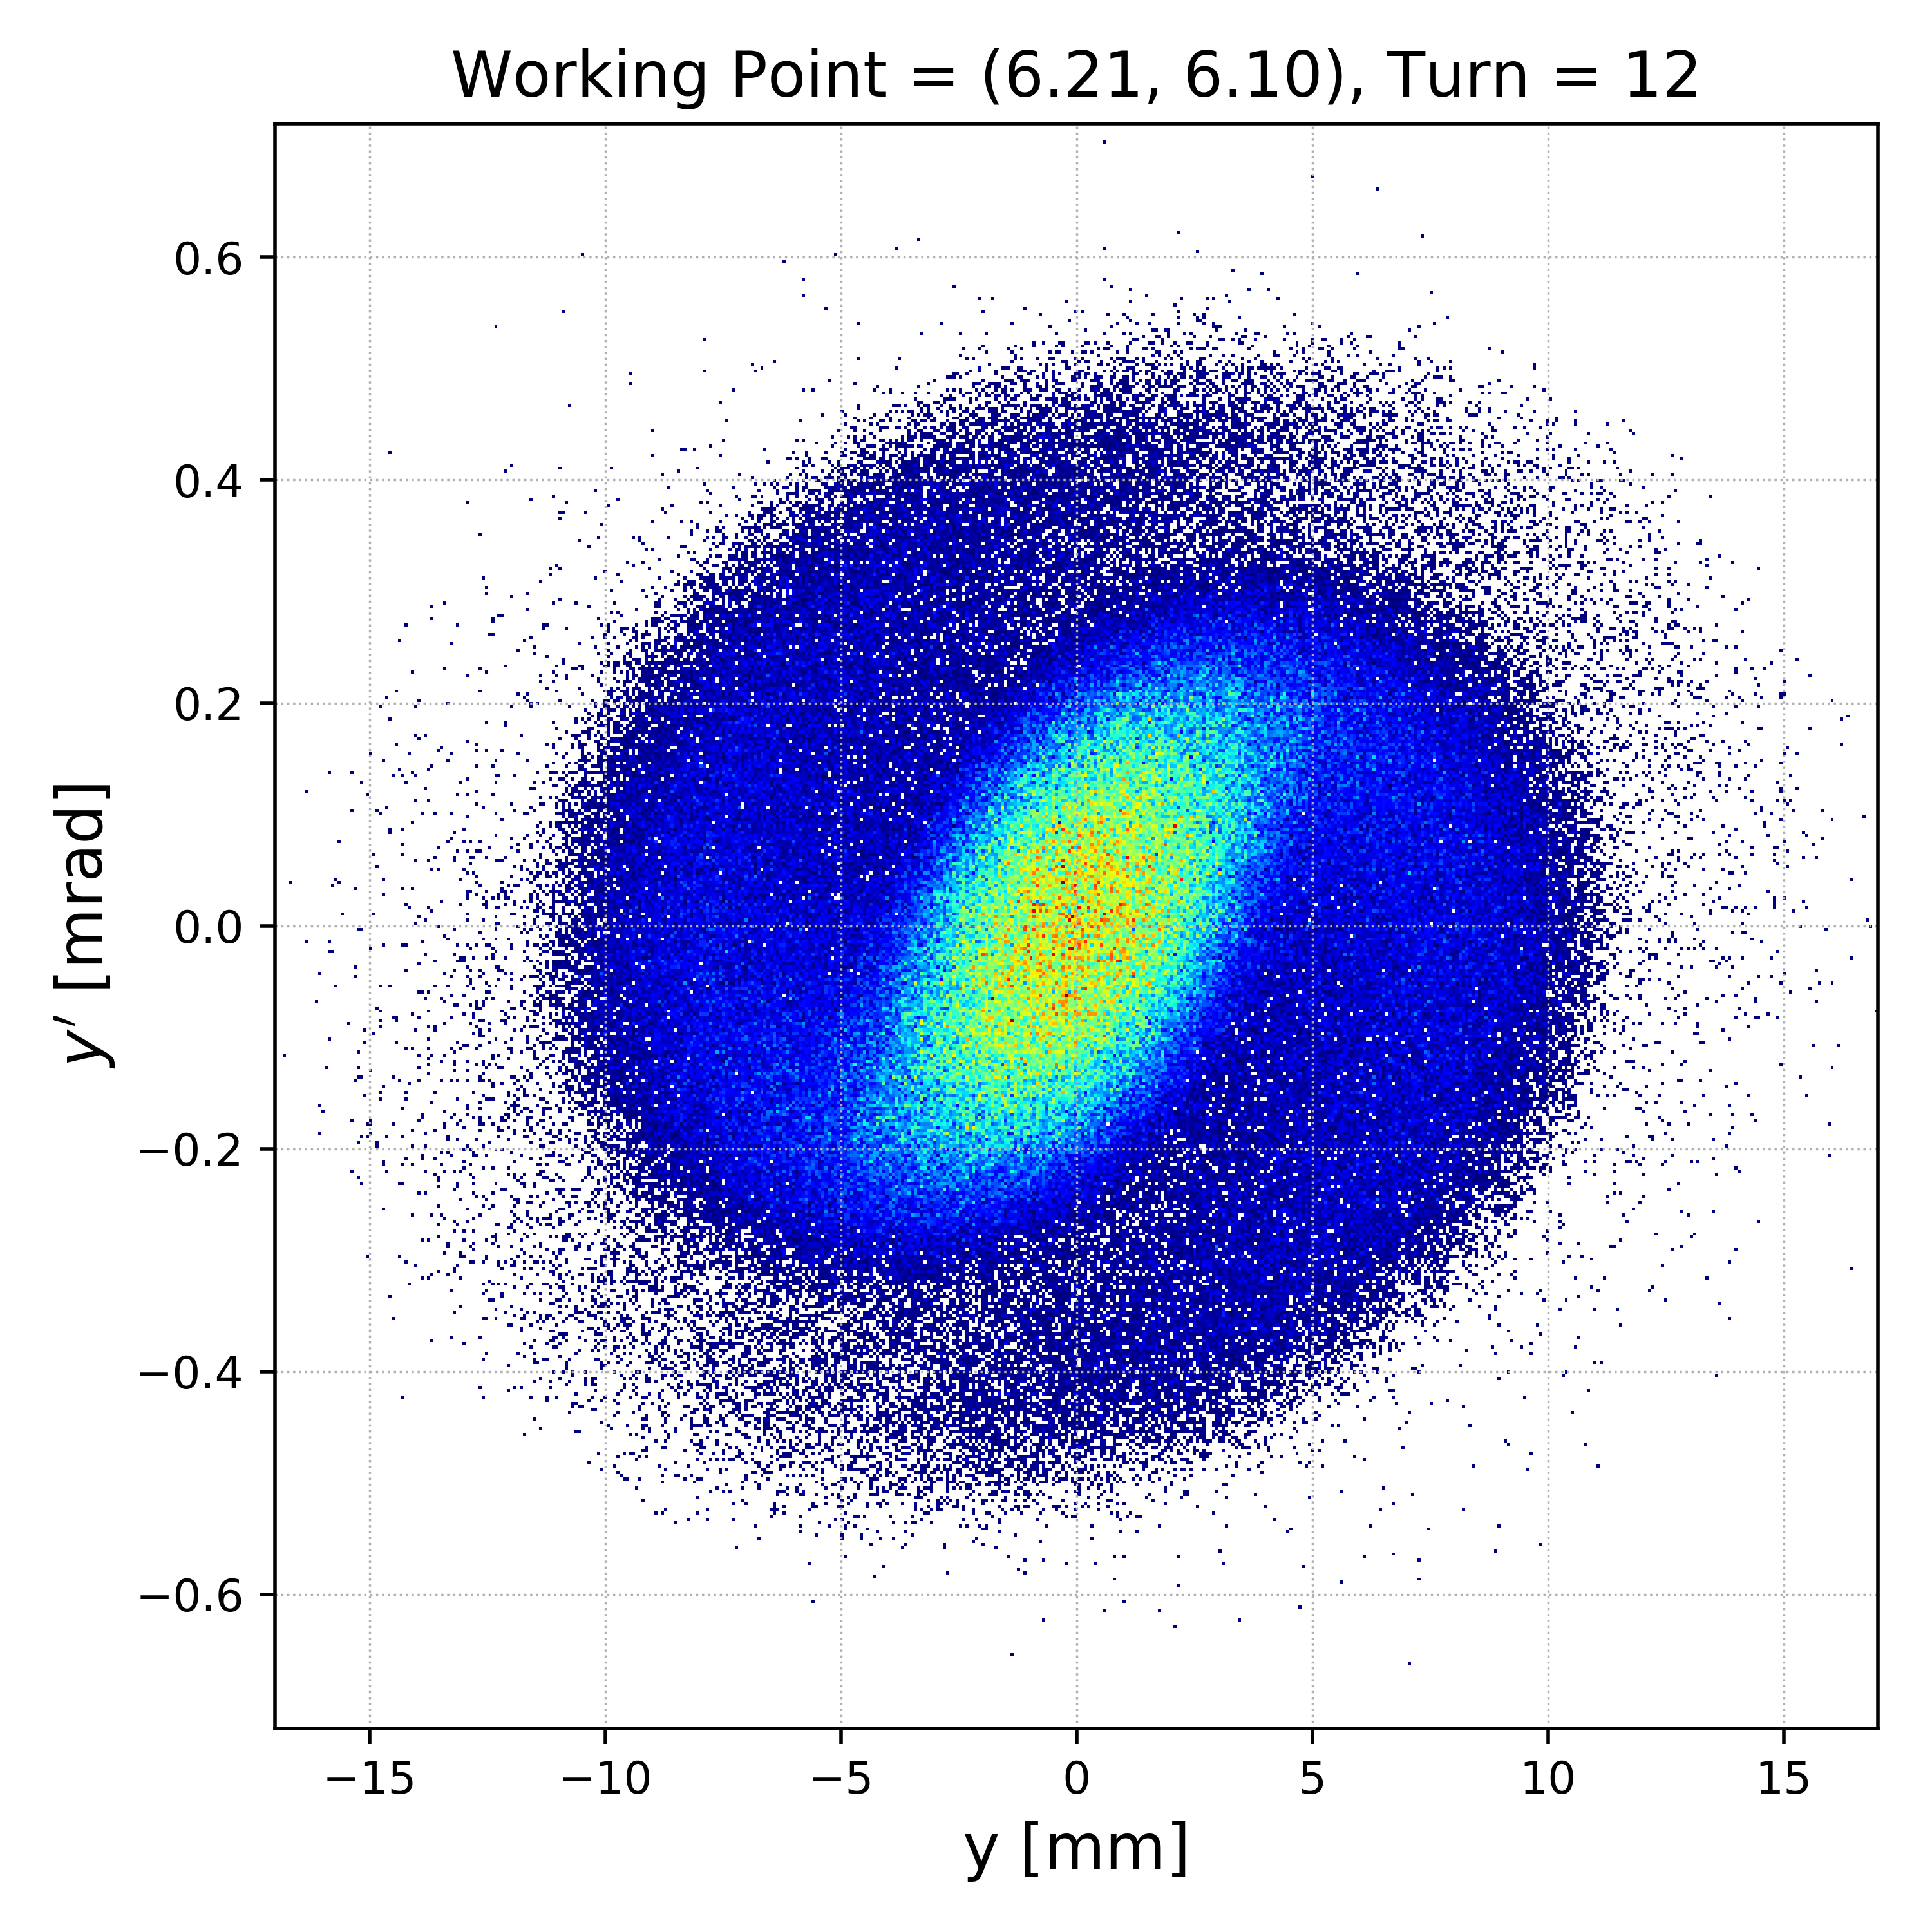 Working Point = (6.21, 6.10), Turn = 12
0.6
0.4
0.2
0.0
−0.2
−0.4
−0.6
y′ [mrad]
−15 −10 −5 0 5 10 15
y [mm]